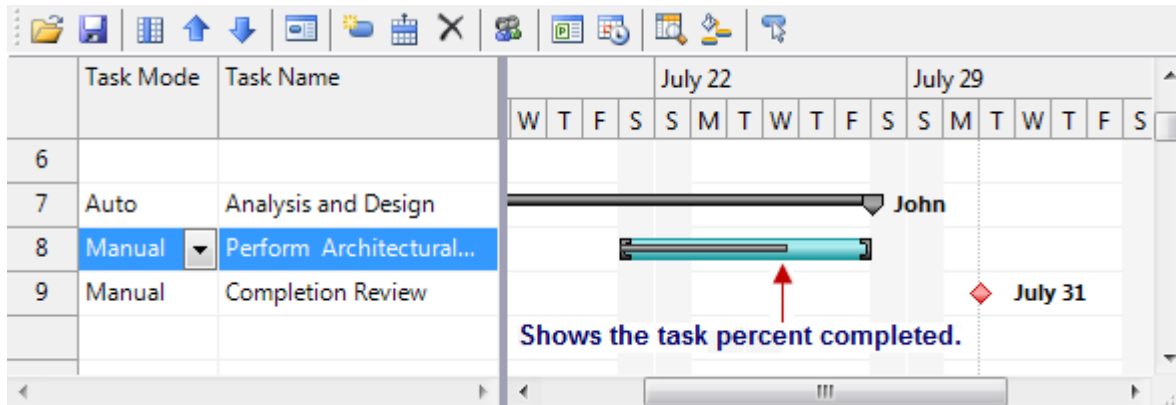 Task Mode Task Name July 22 July 29
W T F S S M T W T F S S M T W T F S
6
7 Auto Analysis and Design John
8 Manual Perform Architectural...
9 Manual Completion Review July 31
Shows the task percent completed.